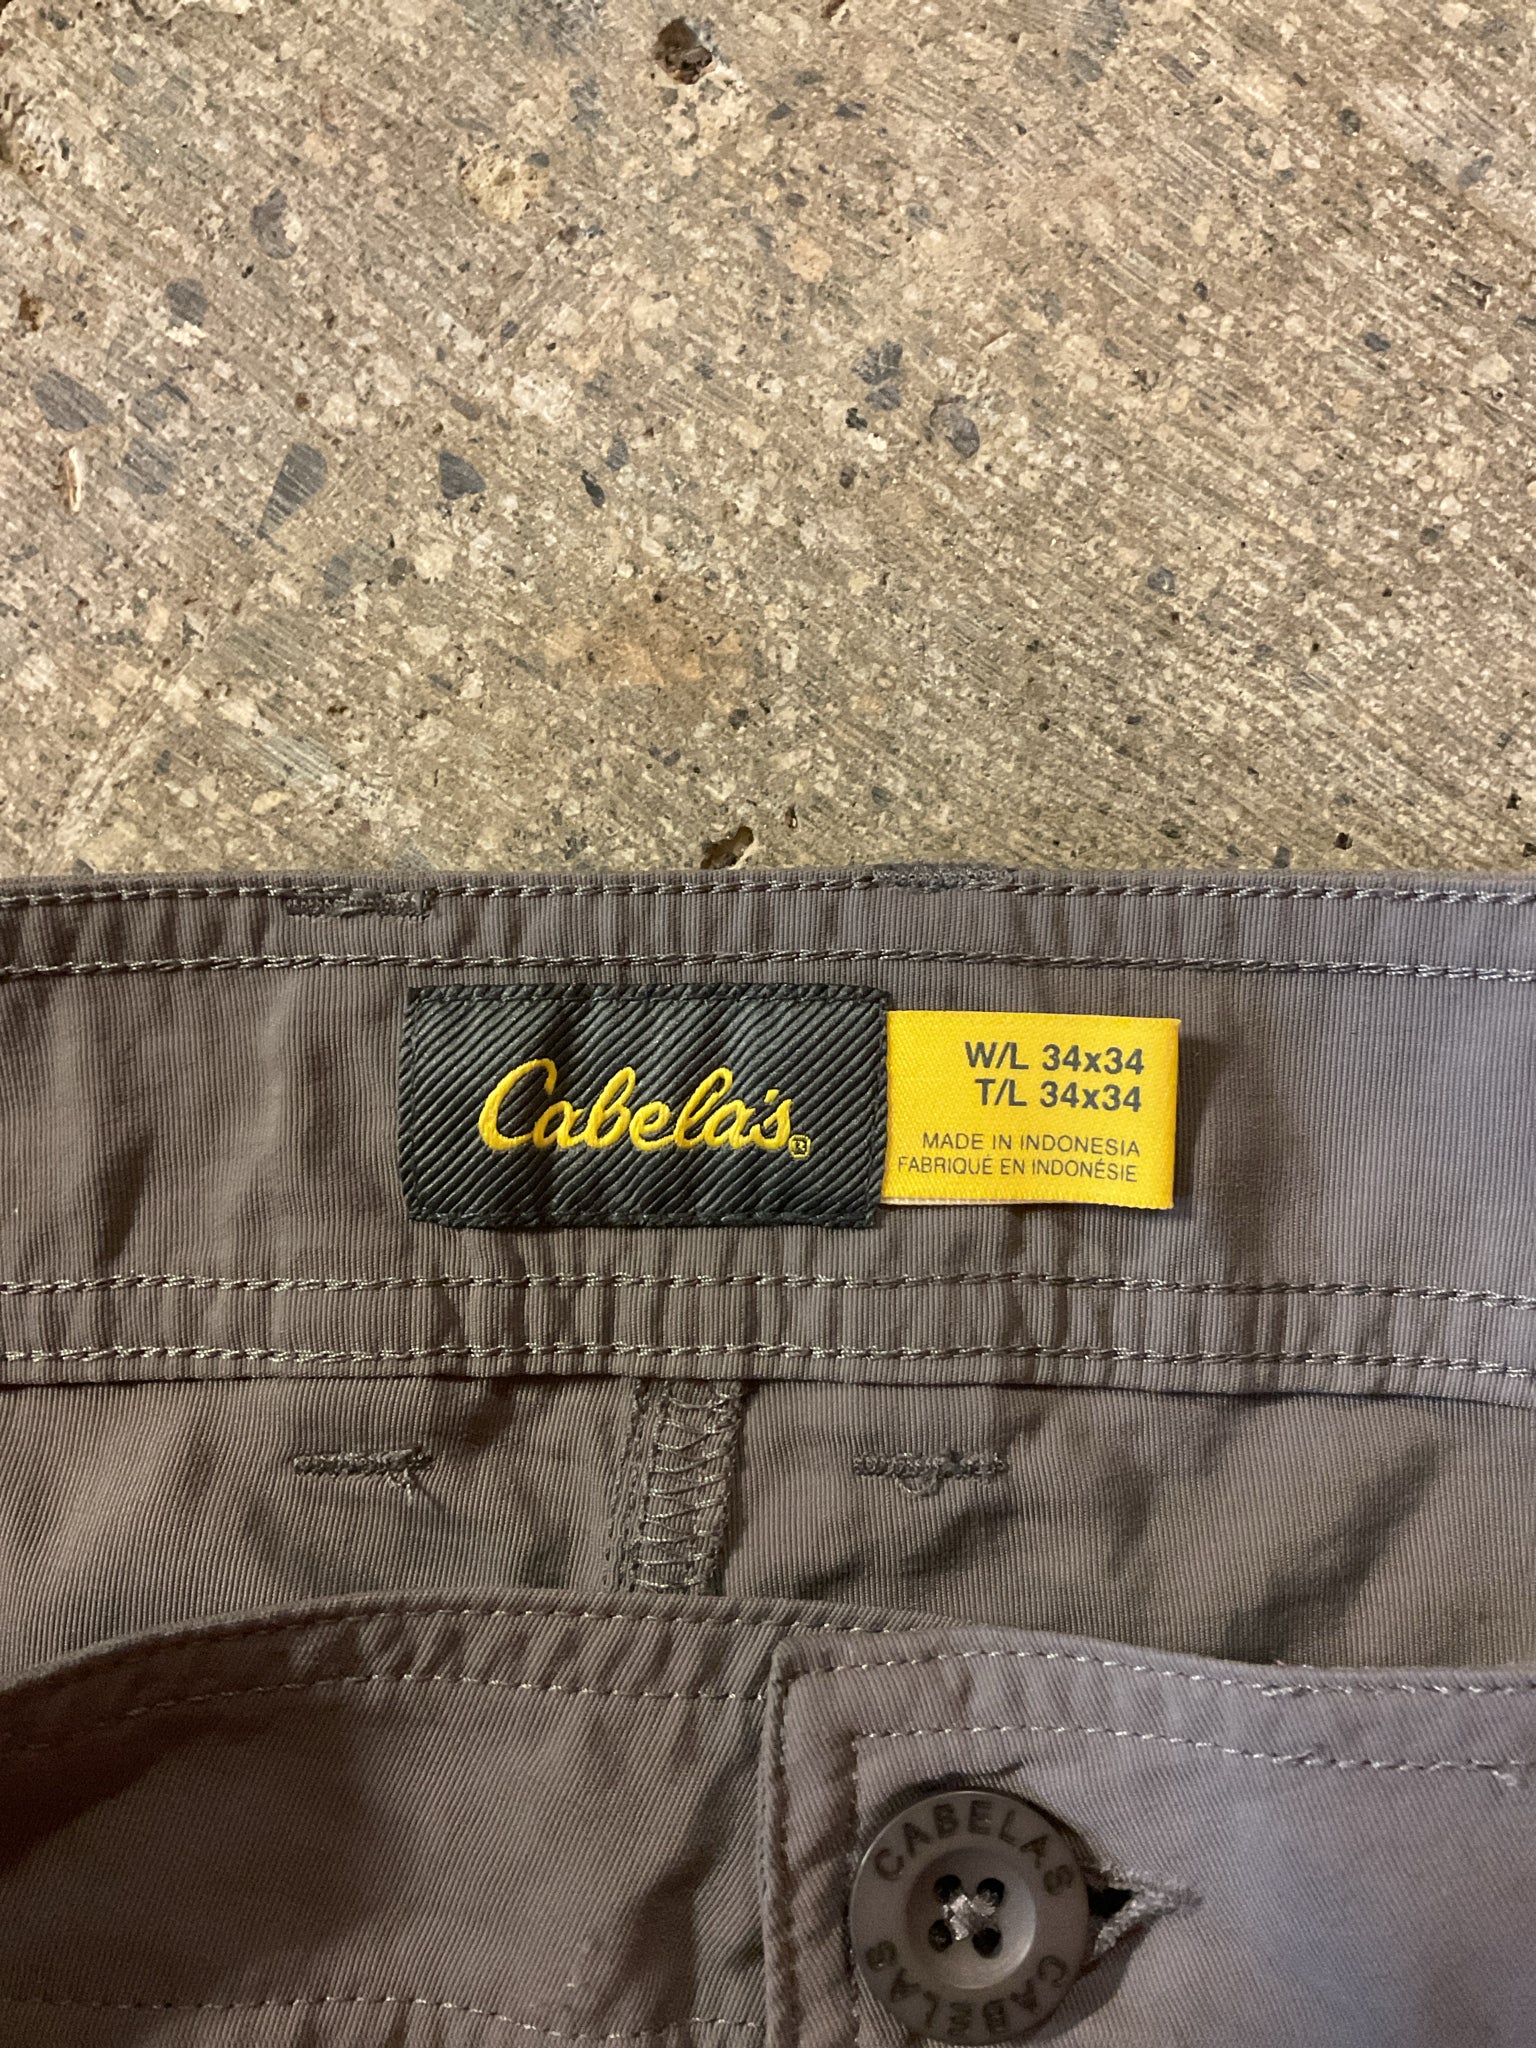 Cabela's®
W/L 34x34
T/L 34x34
MADE IN INDONESIA
FABRIQUÉ EN INDONÉSIE
CABELAS
CABELAS